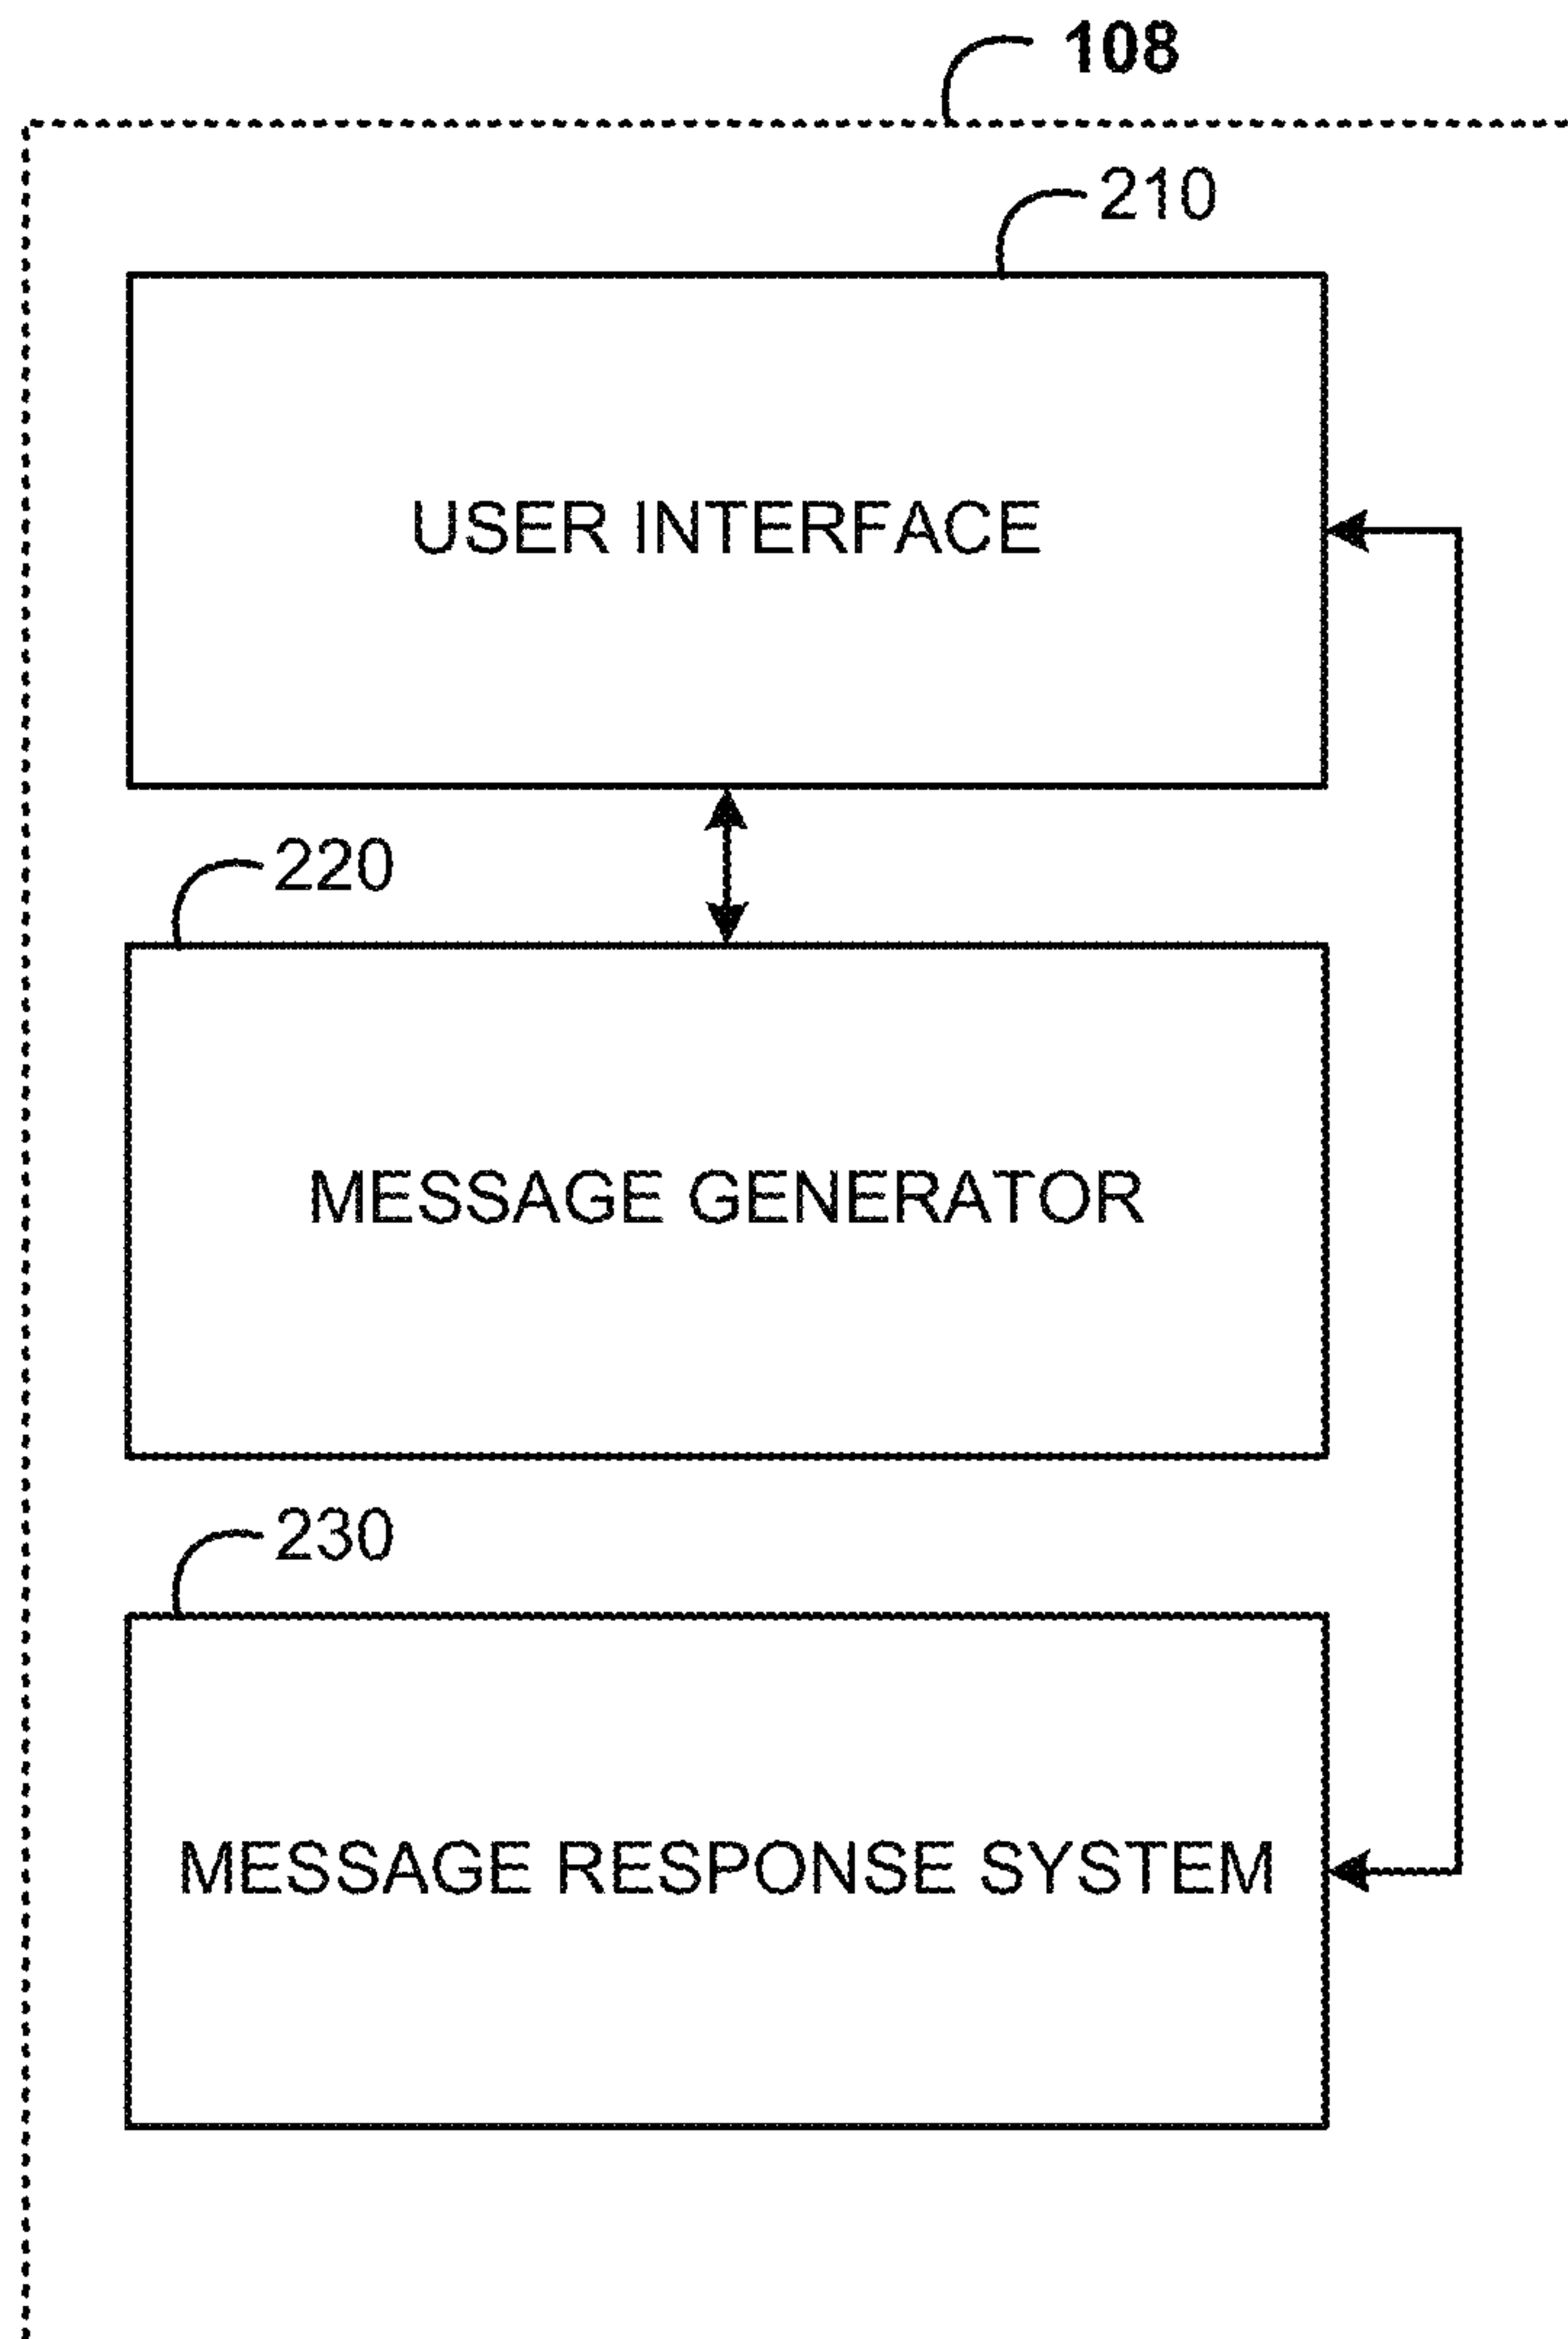 108
210
USER INTERFACE
220
MESSAGE GENERATOR
230
MESSAGE RESPONSE SYSTEM